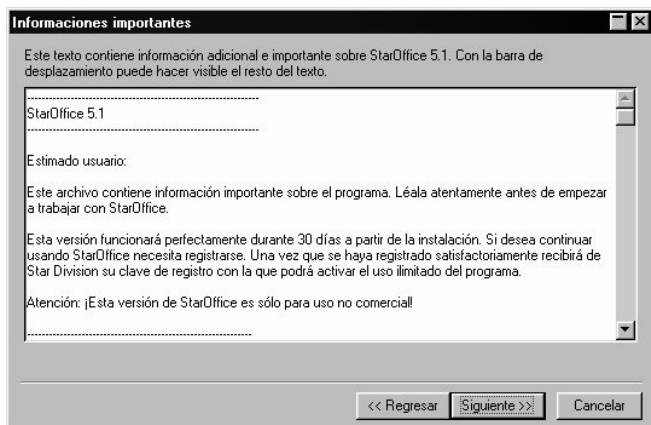 Informaciones importantes
Este texto contiene información adicional e importante sobre StarOffice 5.1. Con la barra de
desplazamiento puede hacer visible el resto del texto.
------------------------------------------------------------
StarOffice 5.1
------------------------------------------------------------
Estimado usuario:
Este archivo contiene información importante sobre el programa. Léala atentamente antes de empezar
a trabajar con StarOffice.
Esta versión funcionará perfectamente durante 30 días a partir de la instalación. Si desea continuar
usando StarOffice necesita registrarse. Una vez que se haya registrado satisfactoriamente recibirá de
Star Division su clave de registro con la que podrá activar el uso ilimitado del programa.
Atención: ¡Esta versión de StarOffice es sólo para uso no comercial!
------------------------------------------------------------
<< Regresar Siguiente >> Cancelar